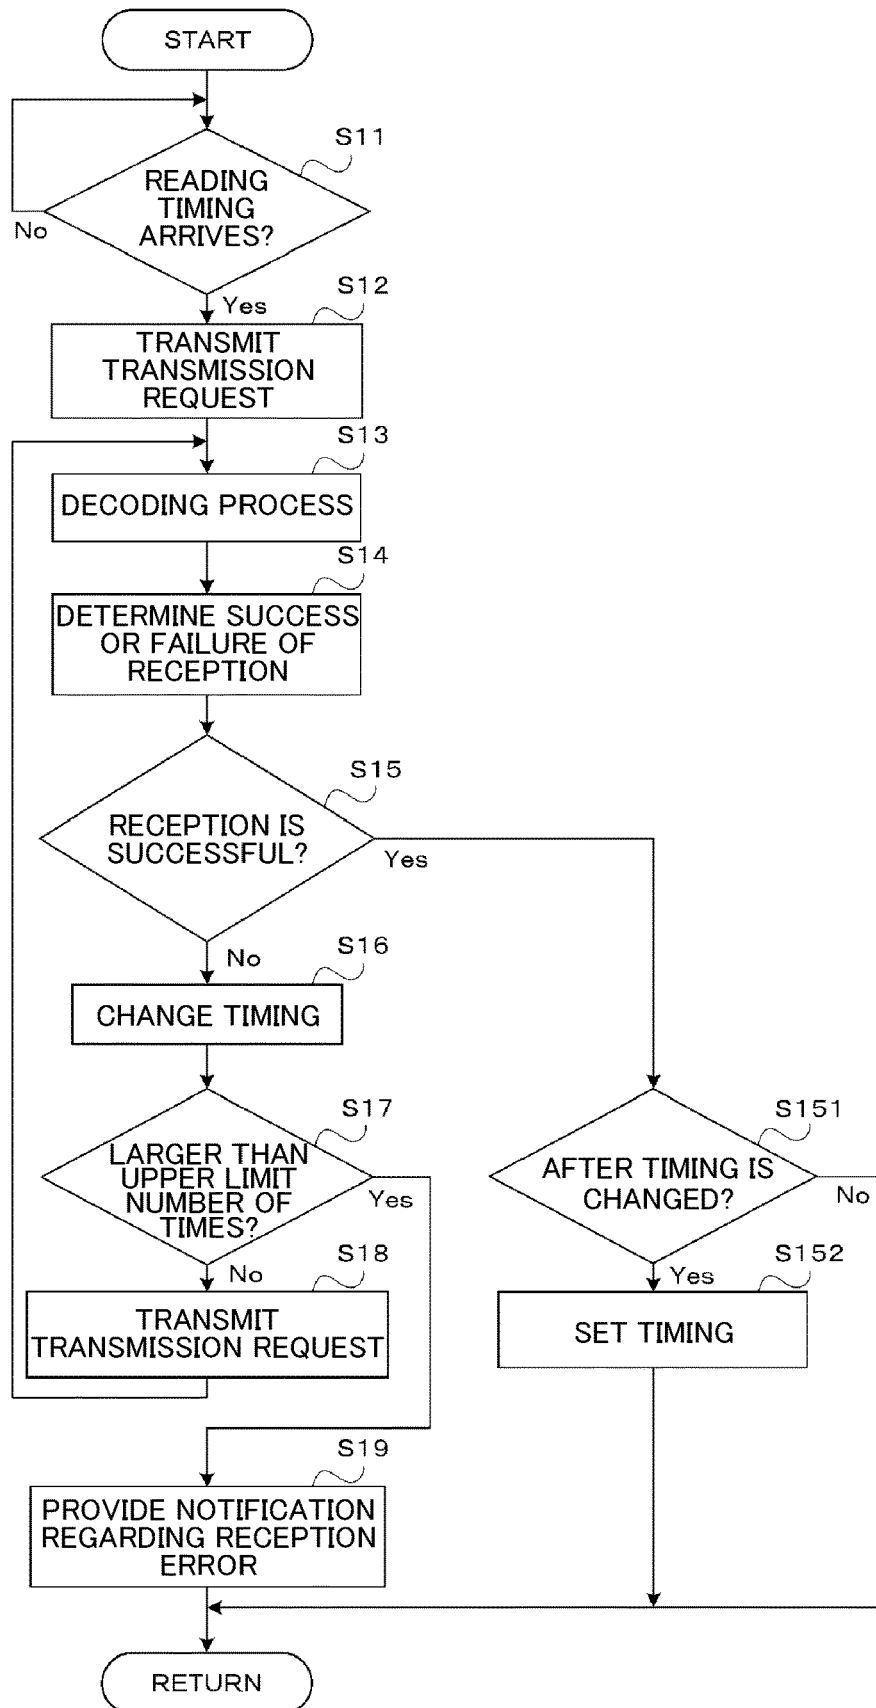 START
S11
READING
TIMING
ARRIVES?
No
Yes
S12
TRANSMIT
TRANSMISSION
REQUEST
S13
DECODING PROCESS
S14
DETERMINE SUCCESS
OR FAILURE OF
RECEPTION
S15
RECEPTION IS
SUCCESSFUL?
Yes
No
S16
CHANGE TIMING
S17
LARGER THAN
UPPER LIMIT
NUMBER OF
TIMES?
Yes
No
S18
TRANSMIT
TRANSMISSION REQUEST
S151
AFTER TIMING IS
CHANGED?
No
Yes
S152
SET TIMING
S19
PROVIDE NOTIFICATION
REGARDING RECEPTION
ERROR
RETURN